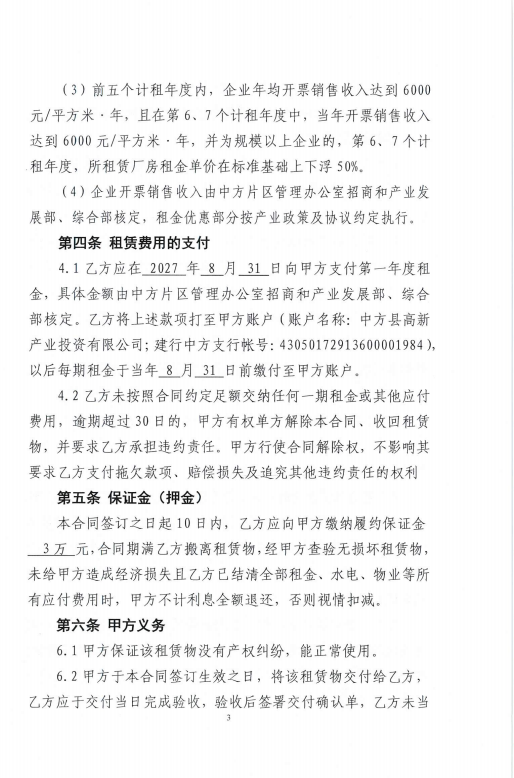 （3）前五个计租年度内，企业年均开票销售收入达到 6000
元/平方米·年，且在第 6、7 个计租年度中，当年开票销售收入
达到 6000 元/平方米·年，并为规模以上企业的，第 6、7 个计
租年度，所租赁厂房租金单价在标准基础上下浮 50%。
（4）企业开票销售收入由中方片区管理办公室招商和产业发
展部、综合部核定，租金优惠部分按产业政策及协议约定执行。
第四条 租赁费用的支付
4.1 乙方应在 2027 年 8 月 31 日向甲方支付第一年度租
金，具体金额由中方片区管理办公室招商和产业发展部、综合
部核定。乙方将上述款项打至甲方账户（账户名称：中方县高新
产业投资有限公司；建行中方支行帐号：43050172913600001984），
以后每期租金于当年 8 月 31 日前缴付至甲方账户。
4.2 乙方未按照合同约定足额交纳任何一期租金或其他应付
费用，逾期超过 30 日的，甲方有权单方解除本合同、收回租赁
物，并要求乙方承担违约责任。甲方行使合同解除权，不影响其
要求乙方支付拖欠款项、赔偿损失及追究其他违约责任的权利
第五条 保证金（押金）
本合同签订之日起 10 日内，乙方应向甲方缴纳履约保证金
3万 元，合同期满乙方搬离租赁物，经甲方查验无损坏租赁物，
未给甲方造成经济损失且乙方已结清全部租金、水电、物业等所
有应付费用时，甲方不计利息全额退还，否则视情扣减。
第六条 甲方义务
6.1 甲方保证该租赁物没有产权纠纷，能正常使用。
6.2 甲方于本合同签订生效之日，将该租赁物交付给乙方，
乙方应于交付当日完成验收，验收后签署交付确认单，乙方未当
3